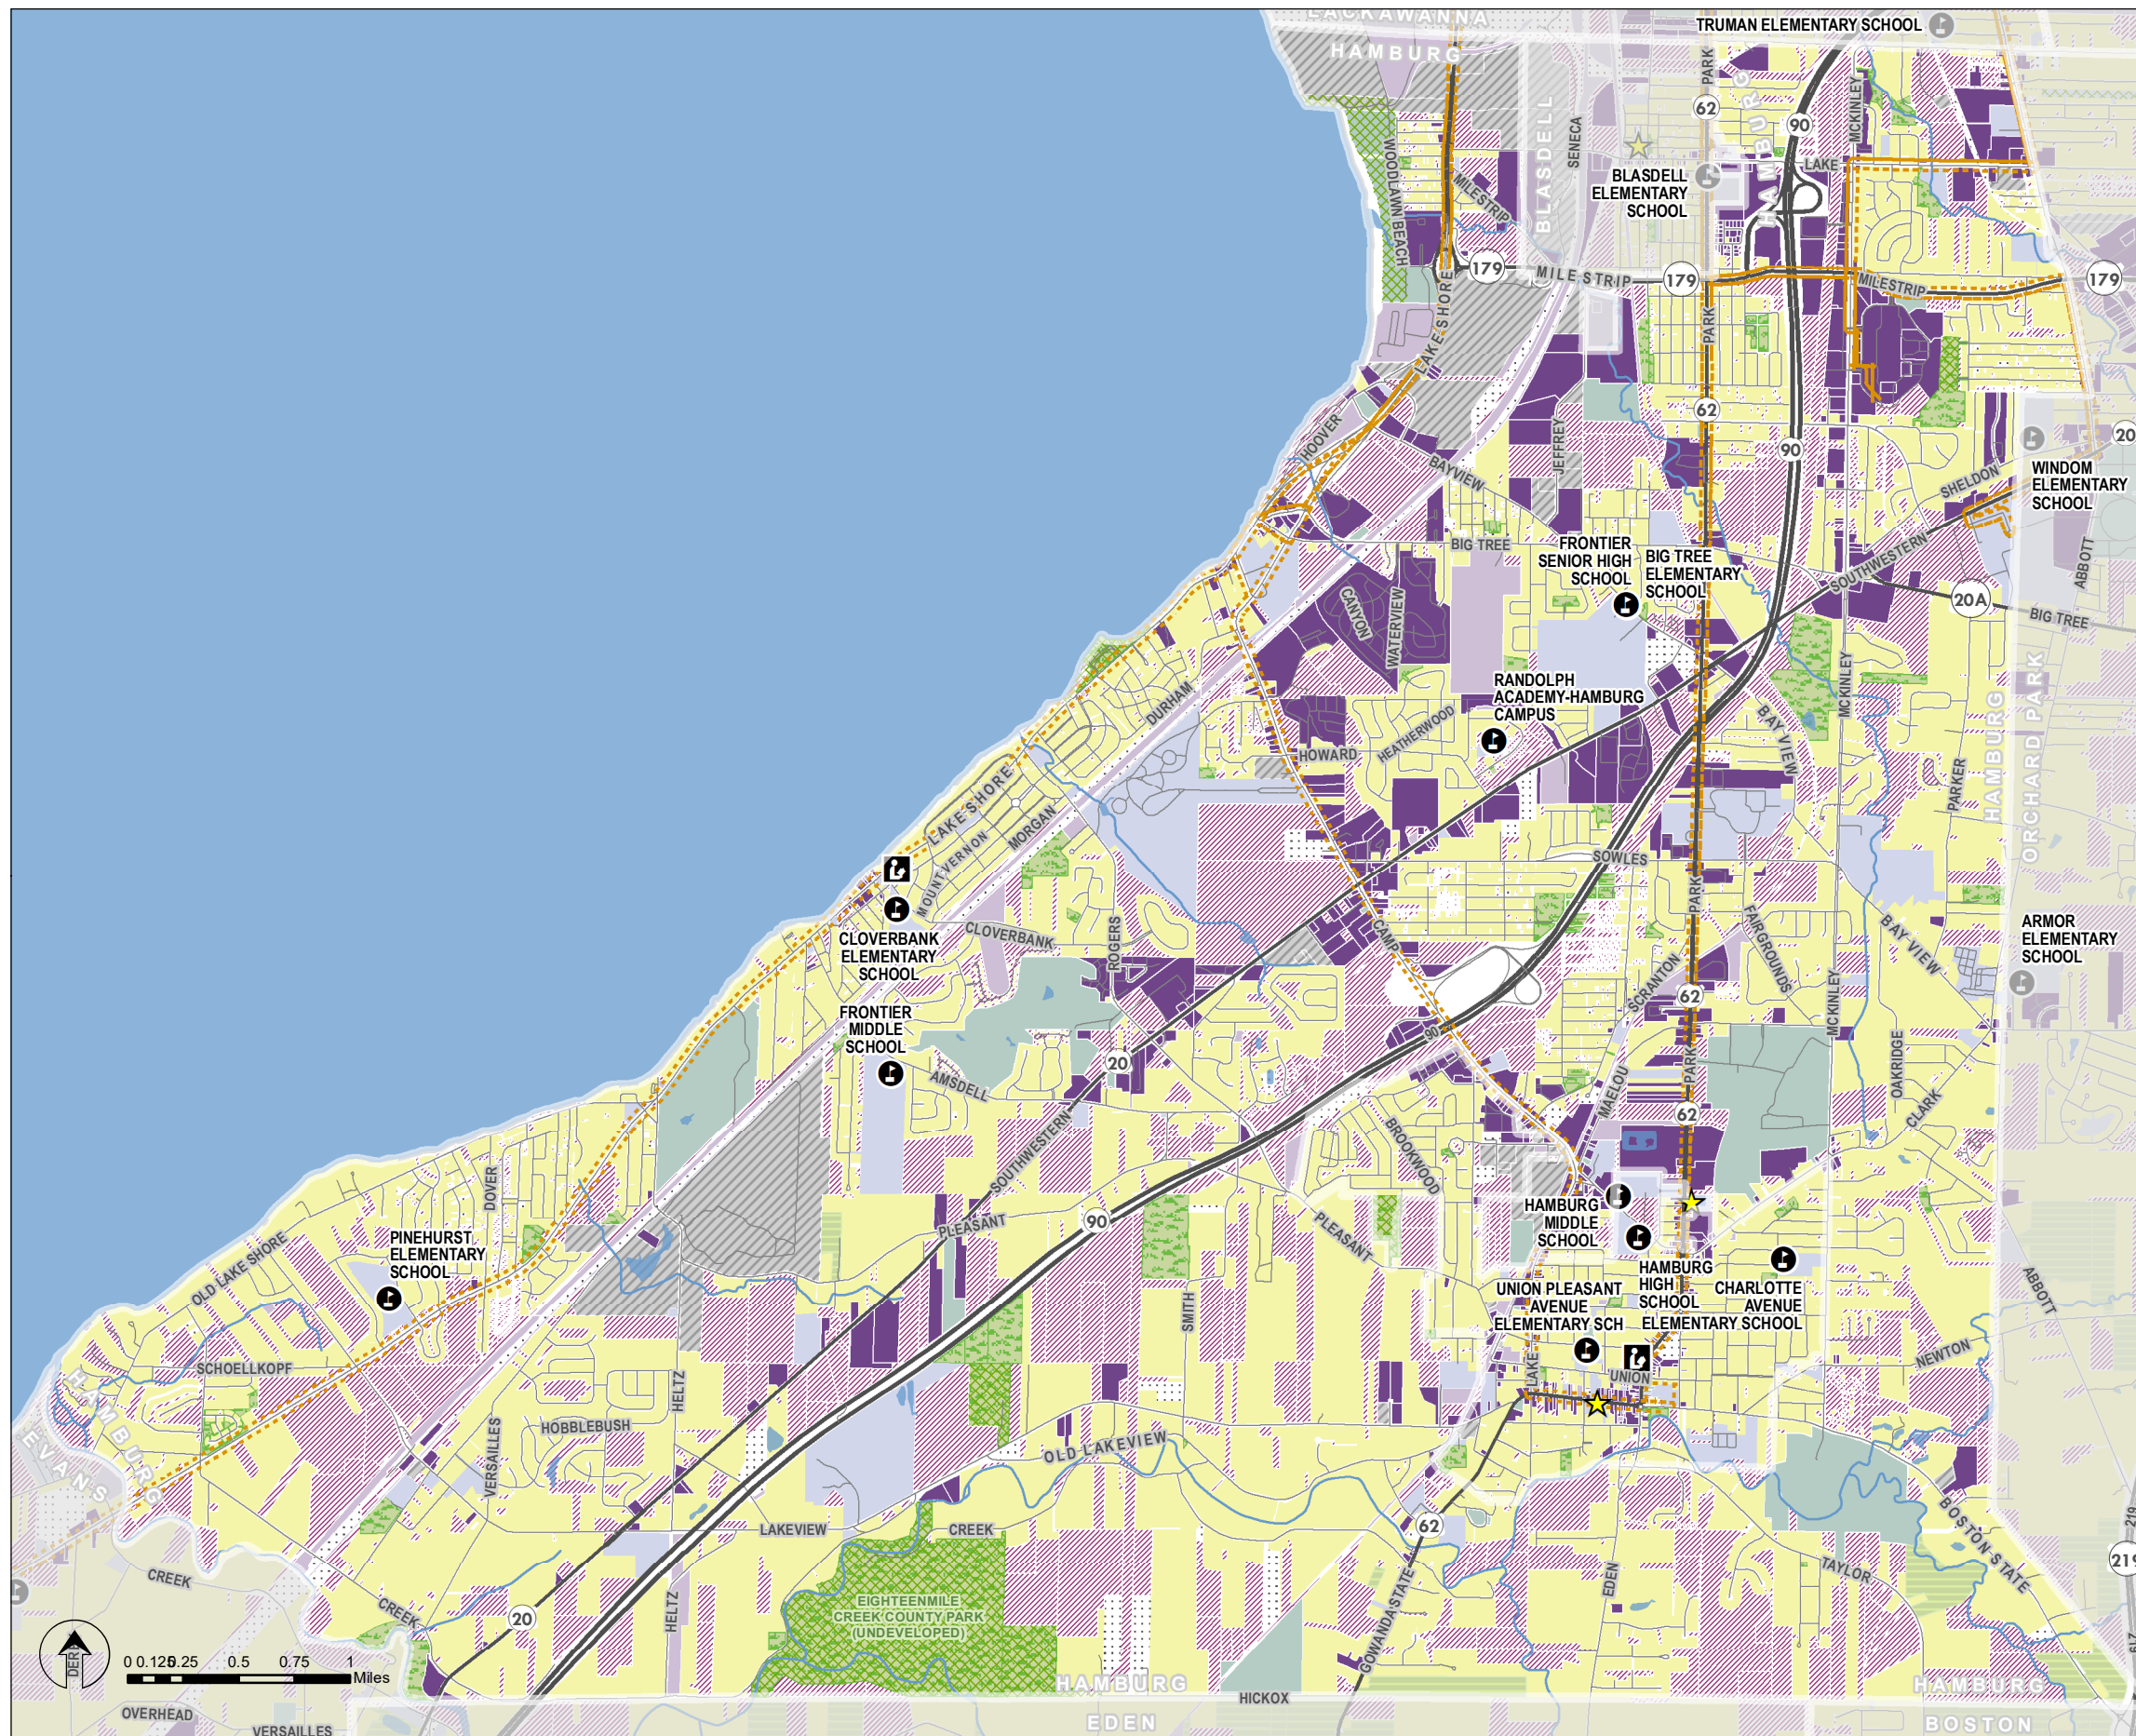 LACKAWANNA
HAMBURG
TRUMAN ELEMENTARY SCHOOL
PARK
62
HAMBURG
90
MCKINLEY
LAKE
BLASDELL
SENECA
BLASDELL
ELEMENTARY
SCHOOL
WOODLAWN BEACH
MILESTRIP
LAKE SHORE
179
MILE STRIP
179
MILESTRIP
179
PARK
62
90
HOOVER
BAYVIEW
JEFFREY
20
SHELDON
WINDOM
ELEMENTARY
SCHOOL
SOUTHWESTERN
ABBOTT
20A
BIG TREE
BIG TREE
FRONTIER
SENIOR HIGH
SCHOOL
BIG TREE
ELEMENTARY
SCHOOL
CANYON
WATERVIEW
RANDOLPH
ACADEMY-HAMBURG
CAMPUS
MCKINLEY
HAMBURG
ORCHARD PARK
DURHAM
HOWARD
HEATHERWOOD
BAY VIEW
PARKER
LAKE SHORE
MOUNT VERNON
MORGAN
SOWLES
PARK
FAIRGROUNDS
BAY VIEW
CLOVERBANK
ELEMENTARY
SCHOOL
CLOVERBANK
ROGERS
CAMP
SCRANTON
62
MCKINLEY
ARMOR
ELEMENTARY
SCHOOL
FRONTIER
MIDDLE
SCHOOL
AMSDELL
20
90
PARK
MAELOU
62
OAKRIDGE
CLARK
SOUTHWESTERN
BROOKWOOD
DOVER
PLEASANT
90
PLEASANT
HAMBURG
MIDDLE
SCHOOL
HAMBURG
HIGH
SCHOOL
CHARLOTTE
AVENUE
ELEMENTARY SCHOOL
UNION PLEASANT
AVENUE
ELEMENTARY SCH
ABBOTT
PINEHURST
ELEMENTARY
SCHOOL
OLD LAKE SHORE
SCHOELLKOPF
SMITH
LAKE
UNION
NEWTON
HAMBURG
EVANS
HELTZ
HOBBLEBUSH
VERSAILLES
OLD LAKEVIEW
LAKEVIEW
CREEK
62
BOSTON STATE
219
219
219
TAYLOR
EDEN
GOWANDA STATE
CREEK
CREEK
20
HELTZ
EIGHTEENMILE
CREEK COUNTY PARK
(UNDEVELOPED)
0 0.125 0.25 0.5 0.75 1
Miles
HAMBURG
HICKOX
EDEN
HAMBURG
BOSTON
OVERHEAD
VERSAILLES